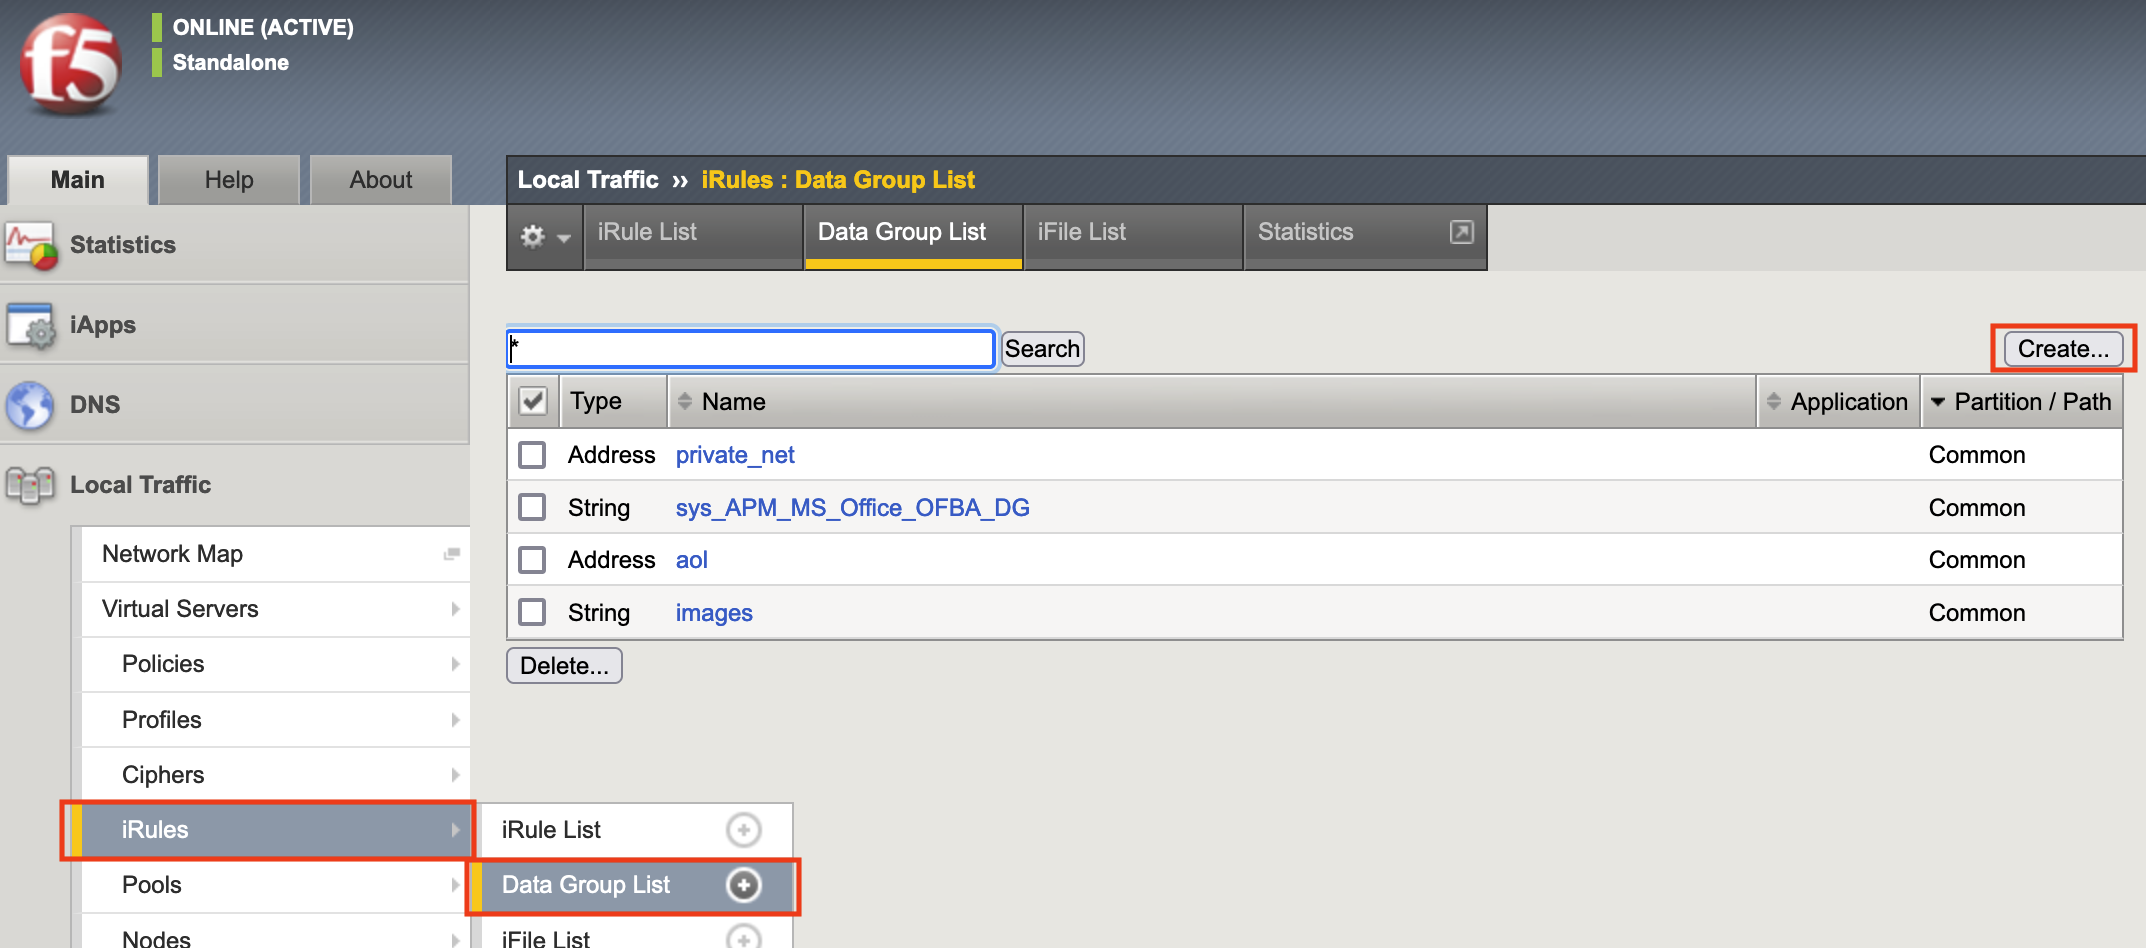 f5
ONLINE (ACTIVE)
Standalone
Main
Help
About
Local Traffic ›› iRules : Data Group List
iRule List
Data Group List
iFile List
Statistics
Statistics
iApps
DNS
Local Traffic
Network Map
Virtual Servers
Policies
Profiles
Ciphers
iRules
Pools
Nodes
*
Search
Create...
Type Name Application Partition / Path
Address private_net Common
String sys_APM_MS_Office_OFBA_DG Common
Address aol Common
String images Common
Delete...
iRule List
Data Group List
iFile List